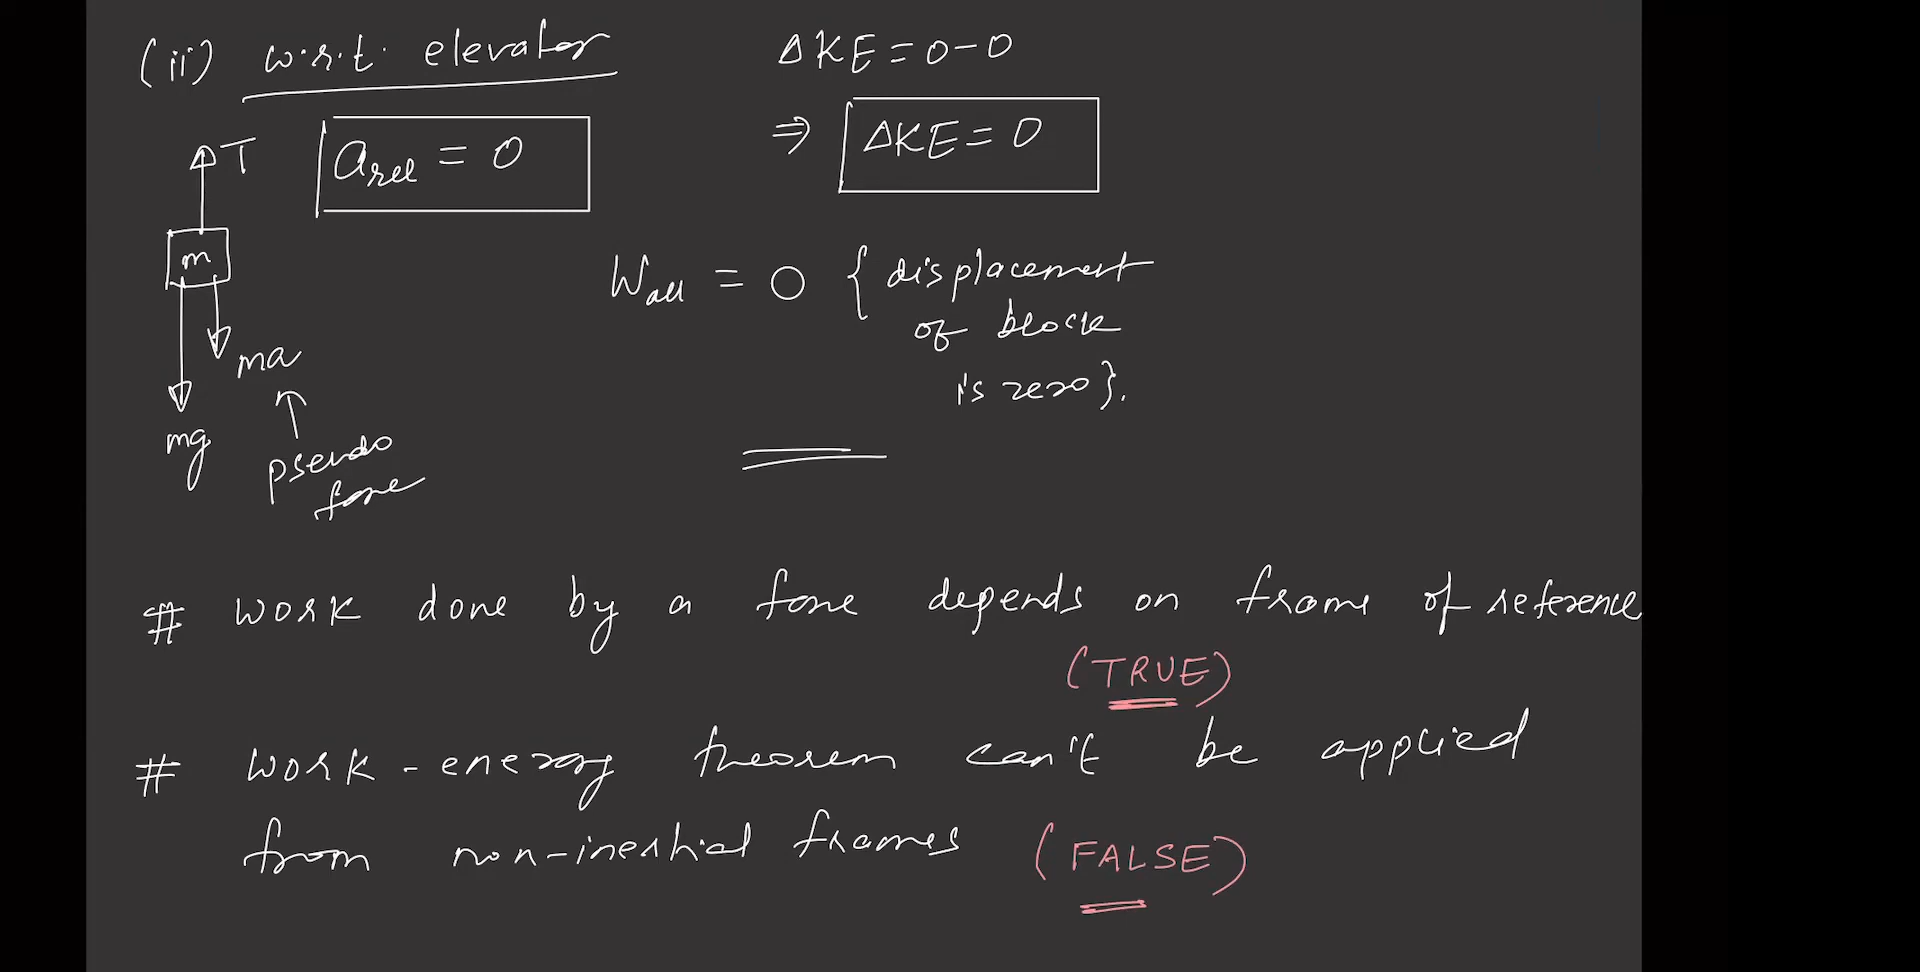 (ii) w.r.t. elevator
ΔKE = 0-0
T
a_rel = 0
⇒ ΔKE = 0
m
W_all = 0 { displacement
of block
is zero}.
ma
mg
pseudo
force
# work done by a force depends on frame of reference
(TRUE)
# work-energy theorem can't be applied
from non-inertial frames (FALSE)